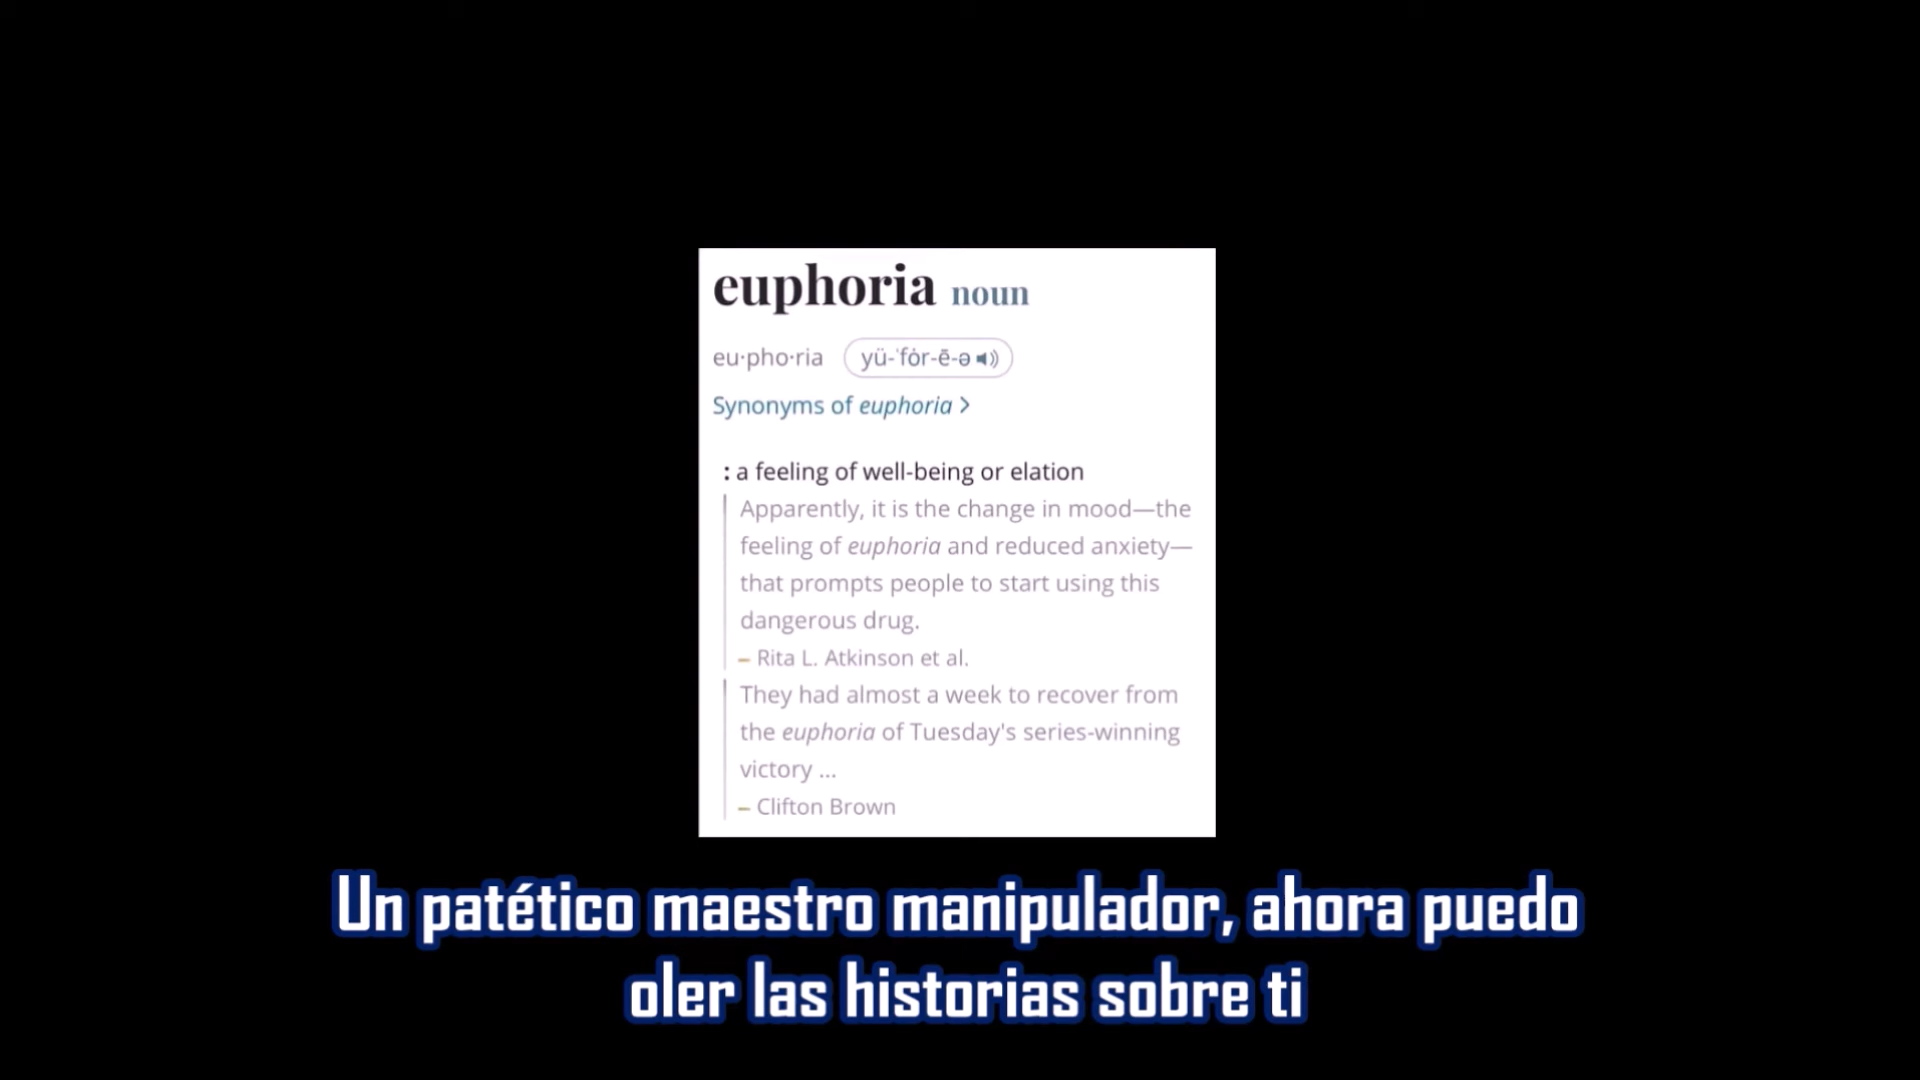 euphoria noun
eu·pho·ria yü-ˈfȯr-ē-ə
Synonyms of euphoria >
: a feeling of well-being or elation
Apparently, it is the change in mood—the
feeling of euphoria and reduced anxiety—
that prompts people to start using this
dangerous drug.
– Rita L. Atkinson et al.
They had almost a week to recover from
the euphoria of Tuesday's series-winning
victory ...
– Clifton Brown
Un patético maestro manipulador, ahora puedo
oler las historias sobre ti